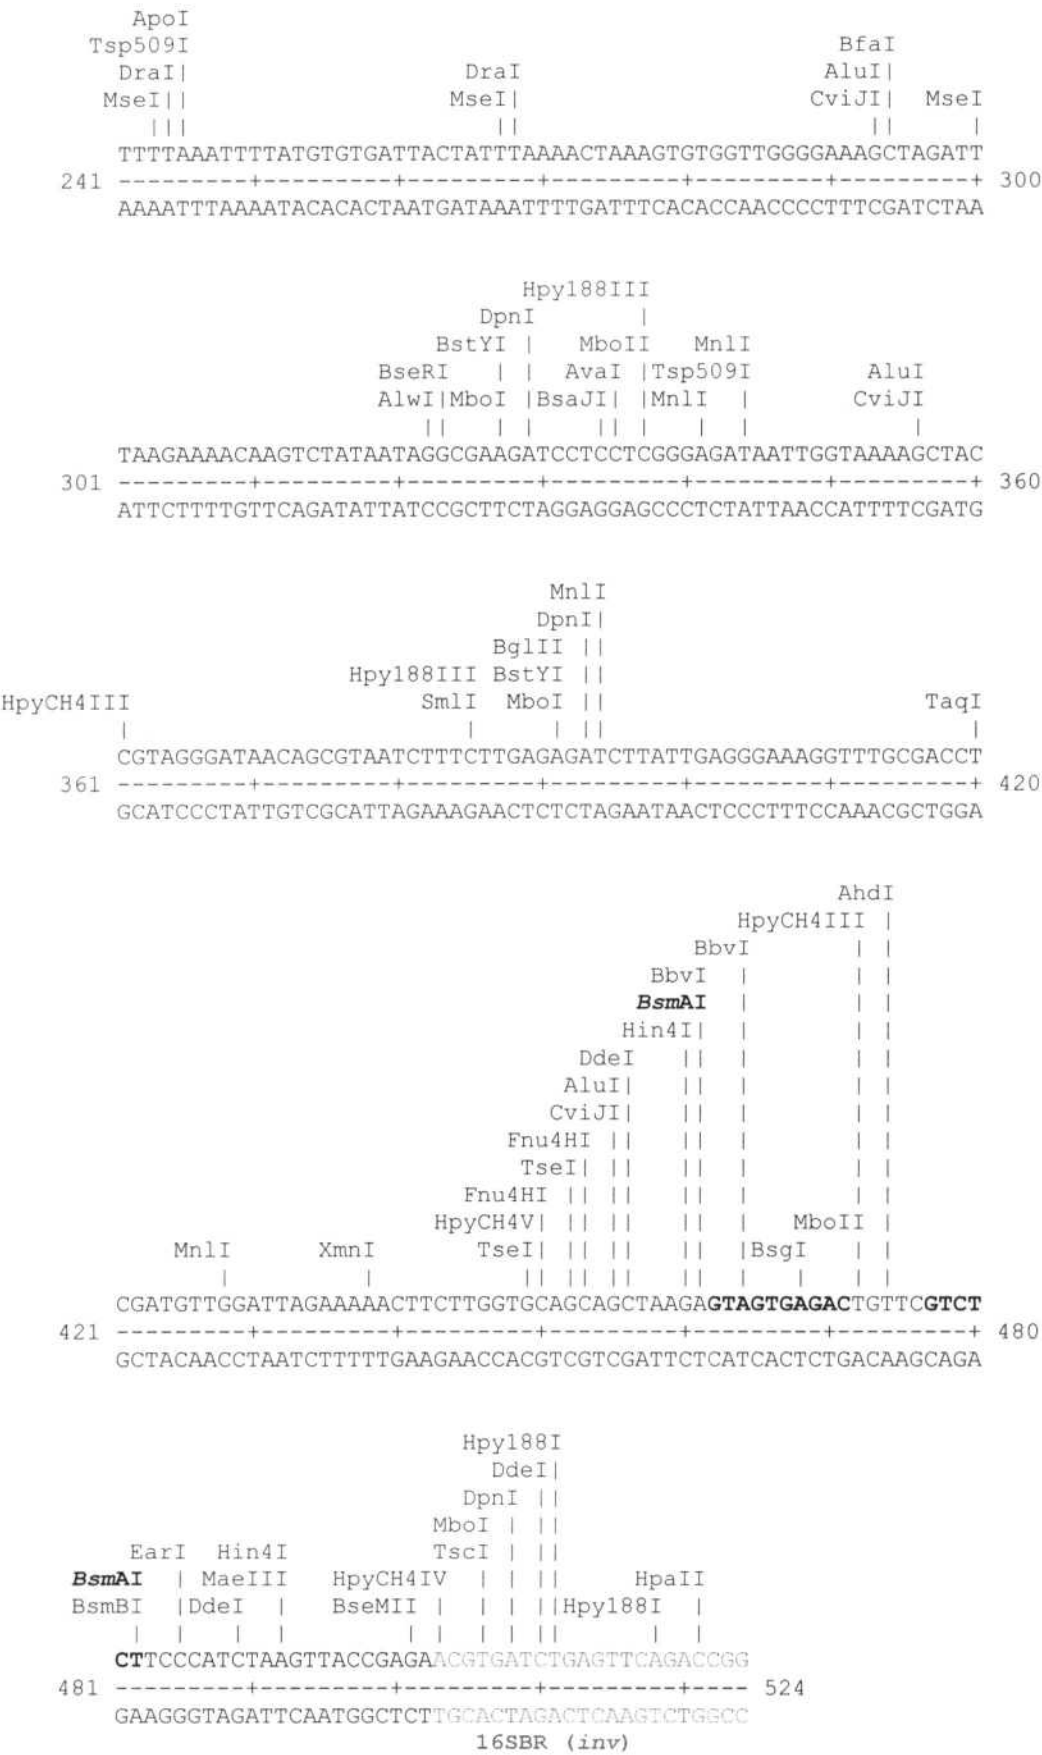 ApoI
Tsp509I BfaI
DraI| DraI AluI|
MseI|| MseI| CviJI| MseI
||| || || |
TTTTAAATTTTATGTGTGATTACTATTTAAAACTAAAGTGTGGTTGGGGAAAGCTAGATT
241 ---------+---------+---------+---------+---------+---------+ 300
AAAATTTAAAATACACACTAATGATAAATTTTGATTTCACACCAACCCCTTTCGATCTAA
Hpy188III
DpnI |
BstYI | MboII MnlI
BseRI | | AvaI |Tsp509I AluI
AlwI|MboI |BsaJI| |MnlI | CviJI
|| | | || | | | |
TAAGAAAACAAGTCTATAATAGGCGAAGATCCTCCTCGGGAGATAATTGGTAAAAGCTAC
301 ---------+---------+---------+---------+---------+---------+ 360
ATTCTTTTGTTCAGATATTATCCGCTTCTAGGAGGAGCCCTCTATTAACCATTTTCGATG
MnlI
DpnI|
BglII ||
Hpy188III BstYI ||
HpyCH4III SmlI MboI || TaqI
| | | || |
CGTAGGGATAACAGCGTAATCTTTCTTGAGAGATCTTATTGAGGGAAAGGTTTGCGACCT
361 ---------+---------+---------+---------+---------+---------+ 420
GCATCCCTATTGTCGCATTAGAAAGAACTCTCTAGAATAACTCCCTTTCCAAACGCTGGA
AhdI
HpyCH4III |
BbvI | |
BbvI | | |
BsmAI | | |
Hin4I| | | |
DdeI || | | |
AluI| || | | |
CviJI| || | | |
Fnu4HI || || | | |
TseI| || || | | |
Fnu4HI || || || | | |
HpyCH4V| || || || | MboII |
MnlI XmnI TseI| || || || |BsgI | |
| | || || || || | | | |
CGATGTTGGATTAGAAAAACTTCTTGGTGCAGCAGCTAAGAGTAGTGAGACTGTTCGTCT
421 ---------+---------+---------+---------+---------+---------+ 480
GCTACAACCTAATCTTTTTGAAGAACCACGTCGTCGATTCTCATCACTCTGACAAGCAGA
Hpy188I
DdeI|
DpnI ||
MboI | ||
EarI Hin4I TscI | ||
BsmAI | MaeIII HpyCH4IV | | || HpaII
BsmBI |DdeI | BseMII | | | ||Hpy188I |
| | | | | | | | || | |
CTTCCCATCTAAGTTACCGAGAACGTGATCTGAGTTCAGACCGG
481 ---------+---------+---------+---------+---- 524
GAAGGGTAGATTCAATGGCTCTTGCACTAGACTCAAGTCTGGCC
16SBR (inv)